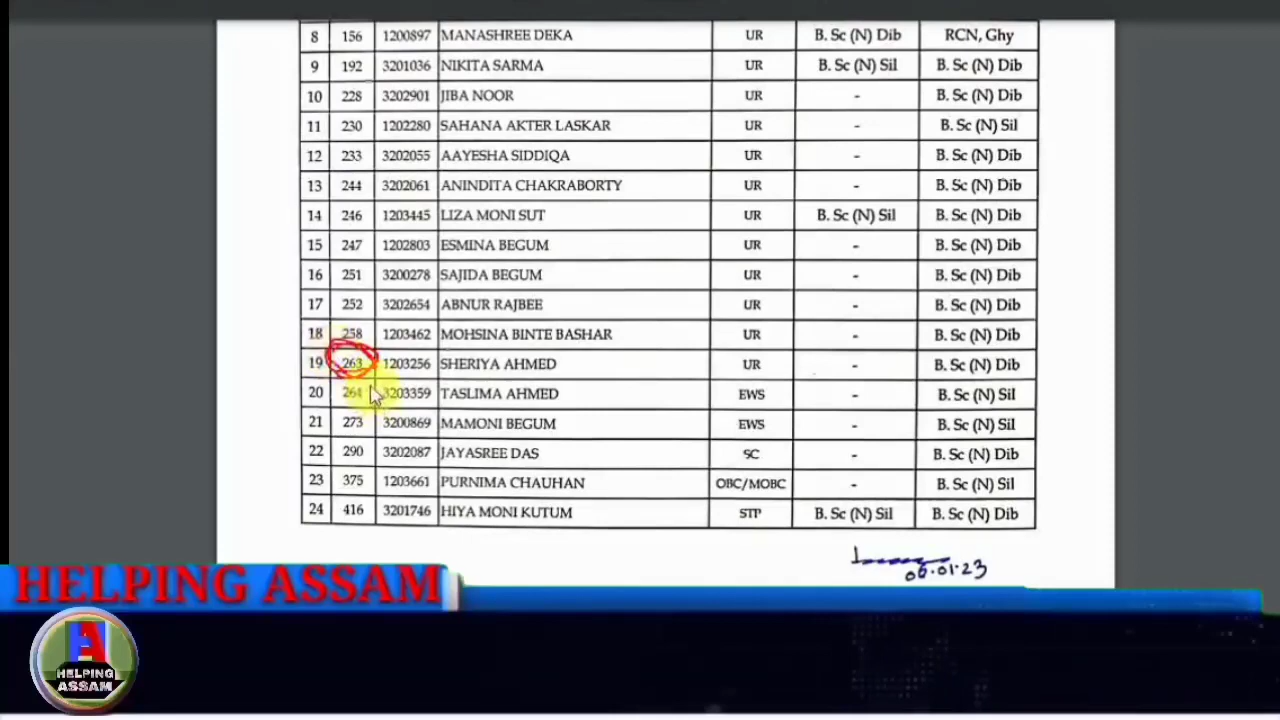 8 156 1200897 MANASHREE DEKA UR B. Sc (N) Dib RCN, Ghy
9 192 3201036 NIKITA SARMA UR B. Sc (N) Sil B. Sc (N) Dib
10 228 3202901 JIBA NOOR UR - B. Sc (N) Dib
11 230 1202280 SAHANA AKTER LASKAR UR - B. Sc (N) Sil
12 233 3202055 AAYESHA SIDDIQA UR - B. Sc (N) Dib
13 244 3202061 ANINDITA CHAKRABORTY UR - B. Sc (N) Dib
14 246 1203445 LIZA MONI SUT UR B. Sc (N) Sil B. Sc (N) Dib
15 247 1202803 ESMINA BEGUM UR - B. Sc (N) Dib
16 251 3200278 SAJIDA BEGUM UR - B. Sc (N) Dib
17 252 3202654 ABNUR RAJBEE UR - B. Sc (N) Dib
18 258 1203462 MOHSINA BINTE BASHAR UR - B. Sc (N) Dib
19 263 1203256 SHERIYA AHMED UR - B. Sc (N) Dib
20 264 3203359 TASLIMA AHMED EWS - B. Sc (N) Sil
21 273 3200869 MAMONI BEGUM EWS - B. Sc (N) Sil
22 290 3202087 JAYASREE DAS SC - B. Sc (N) Dib
23 375 1203661 PURNIMA CHAUHAN OBC/MOBC - B. Sc (N) Sil
24 416 3201746 HIYA MONI KUTUM STP B. Sc (N) Sil B. Sc (N) Dib
06.01.23
HELPING ASSAM
A
HELPING
ASSAM